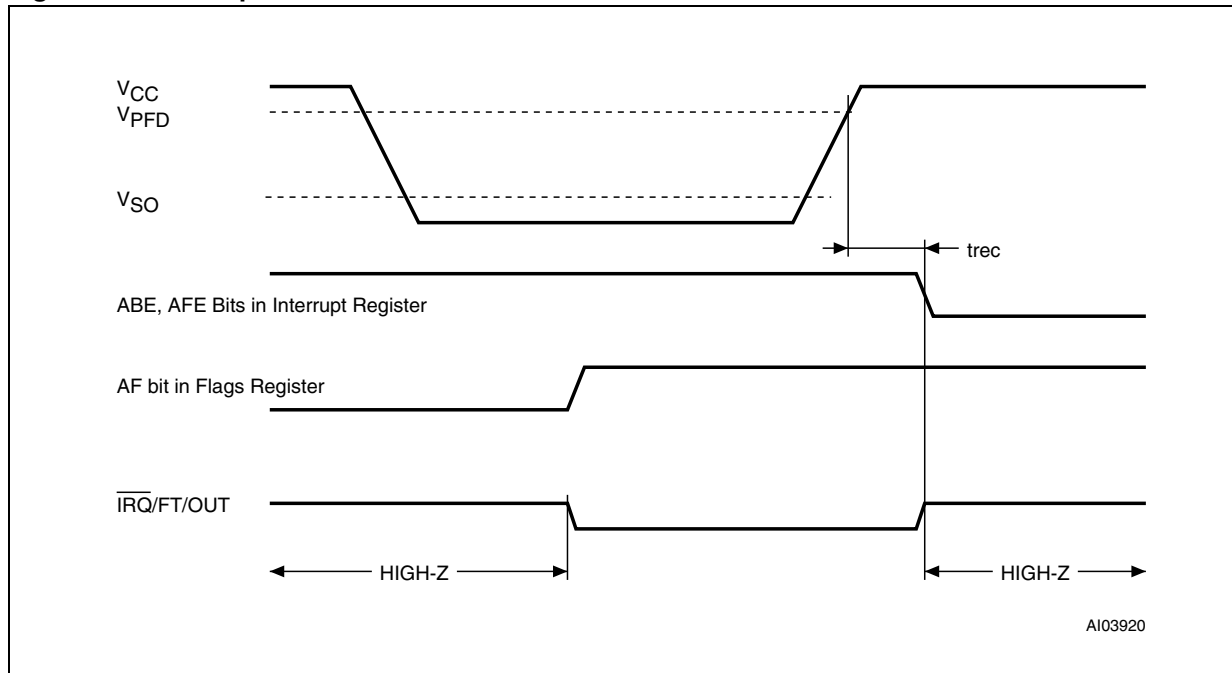 VCC
VPFD
VSO
trec
ABE, AFE Bits in Interrupt Register
AF bit in Flags Register
IRQ/FT/OUT
HIGH-Z
HIGH-Z
AI03920